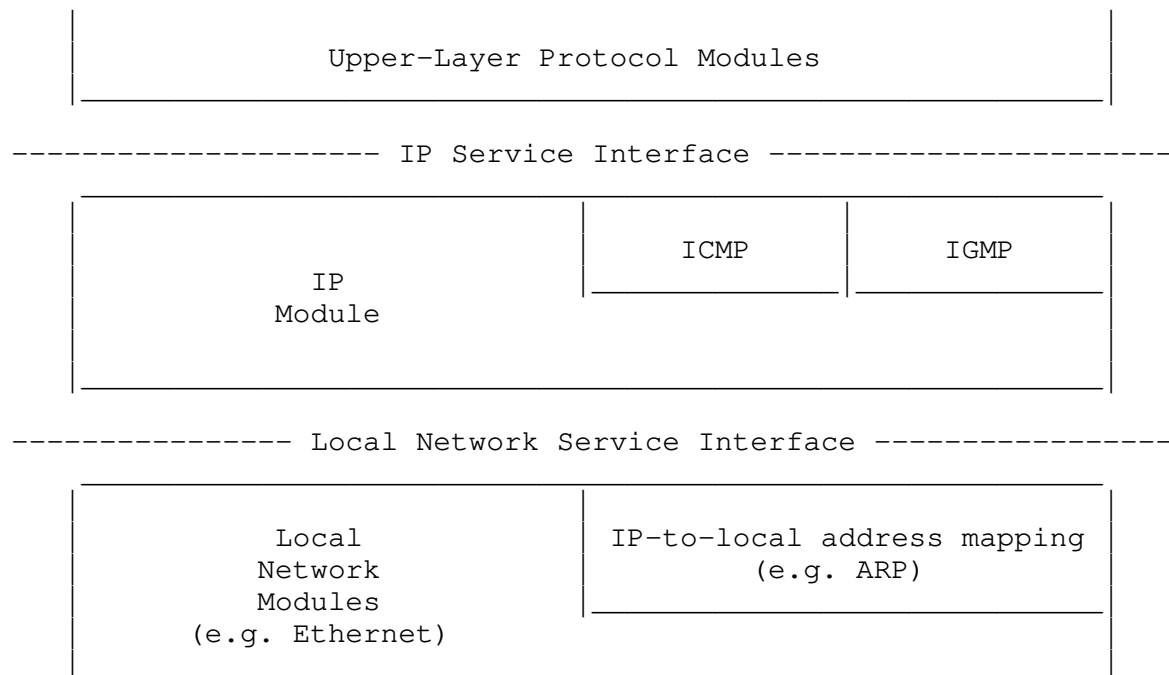 Upper-Layer Protocol Modules
--------------------- IP Service Interface -----------------------
ICMP IGMP
IP
Module
---------------- Local Network Service Interface -----------------
Local IP-to-local address mapping
Network (e.g. ARP)
Modules
(e.g. Ethernet)